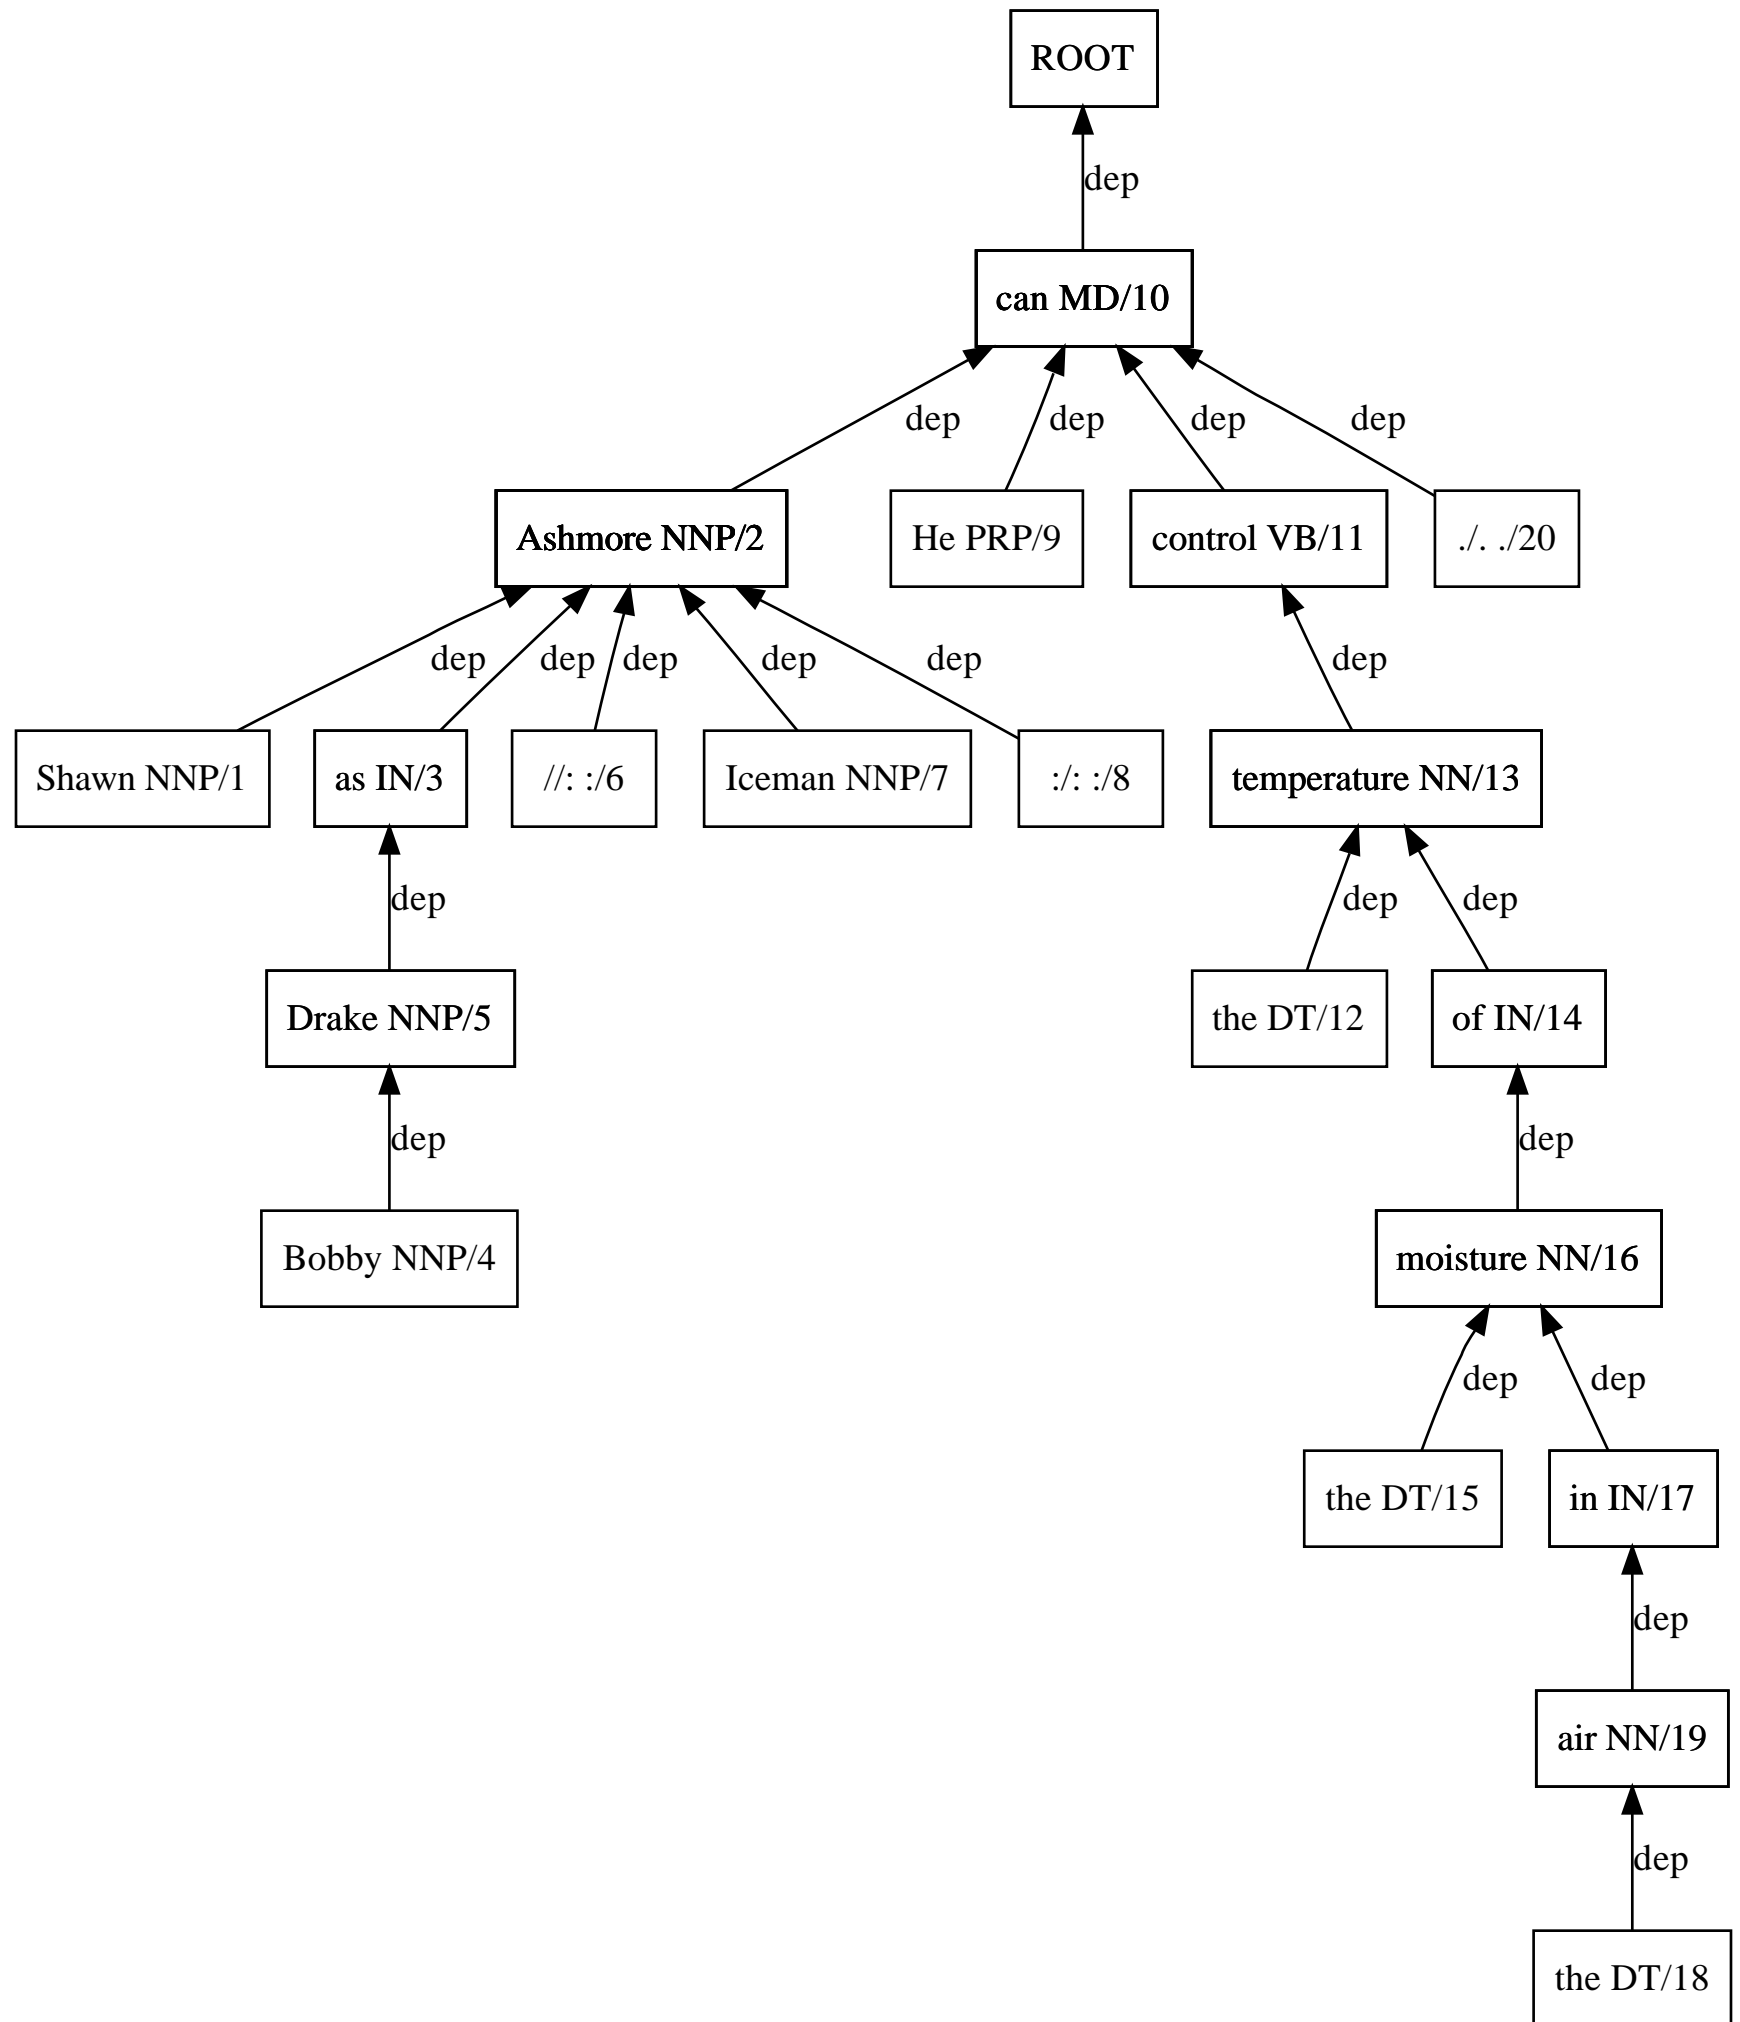 ROOT
dep
can MD/10
dep dep dep dep
Ashmore NNP/2 He PRP/9 control VB/11 ./. ./20
dep dep dep dep dep dep
Shawn NNP/1 as IN/3 //: :/6 Iceman NNP/7 :/: :/8 temperature NN/13
dep dep dep
Drake NNP/5 the DT/12 of IN/14
dep dep
Bobby NNP/4 moisture NN/16
dep dep
the DT/15 in IN/17
dep
air NN/19
dep
the DT/18